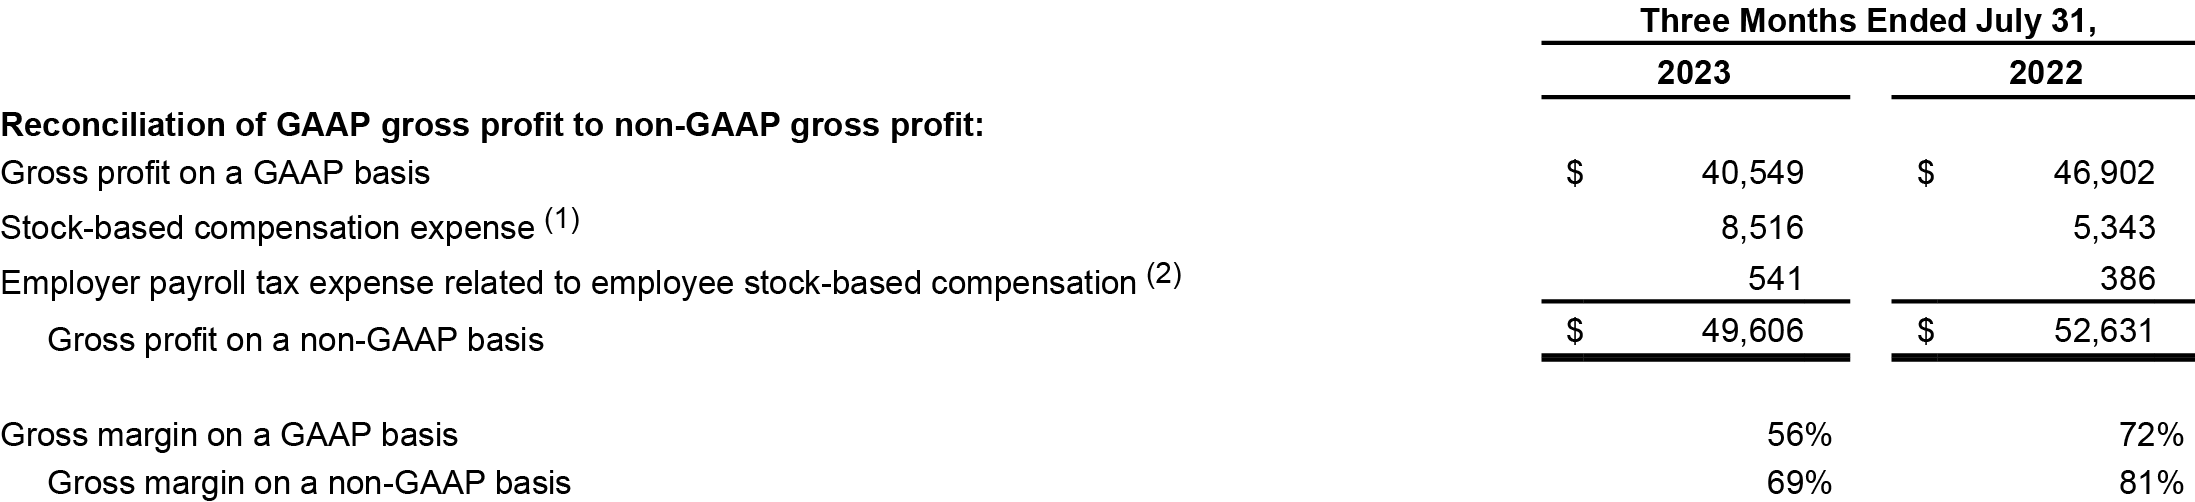 Three Months Ended July 31,
2023 2022
Reconciliation of GAAP gross profit to non-GAAP gross profit:
Gross profit on a GAAP basis $ 40,549 $ 46,902
Stock-based compensation expense (1) 8,516 5,343
Employer payroll tax expense related to employee stock-based compensation (2) 541 386
Gross profit on a non-GAAP basis $ 49,606 $ 52,631
Gross margin on a GAAP basis 56% 72%
Gross margin on a non-GAAP basis 69% 81%